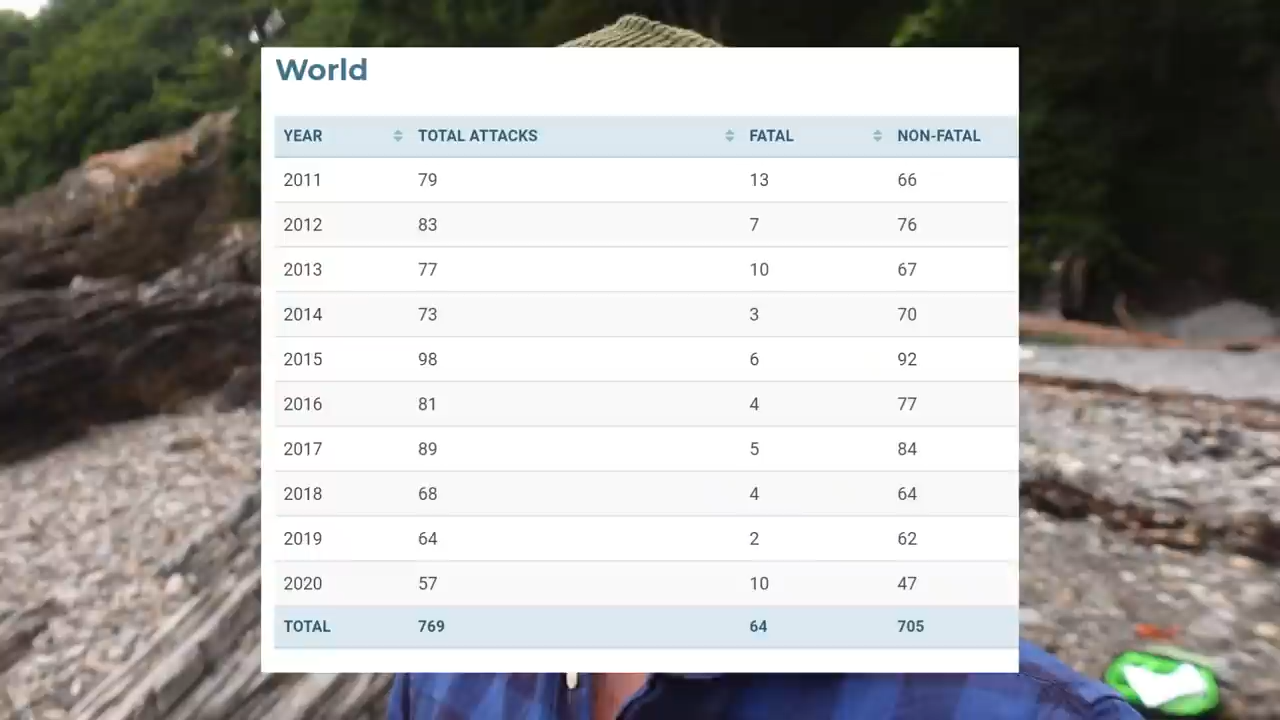 World
YEAR TOTAL ATTACKS FATAL NON-FATAL
2011 79 13 66
2012 83 7 76
2013 77 10 67
2014 73 3 70
2015 98 6 92
2016 81 4 77
2017 89 5 84
2018 68 4 64
2019 64 2 62
2020 57 10 47
TOTAL 769 64 705